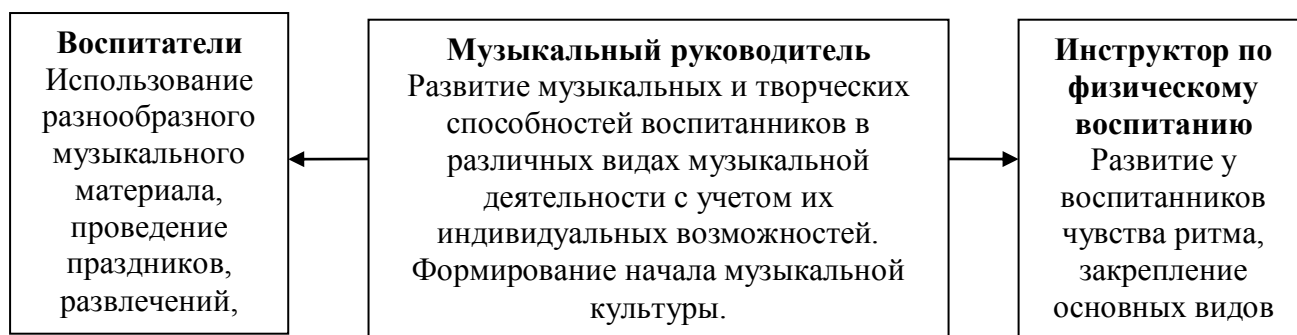 Воспитатели
Использование
разнообразного
музыкального
материала,
проведение
праздников,
развлечений,
Музыкальный руководитель
Развитие музыкальных и творческих
способностей воспитанников в
различных видах музыкальной
деятельности с учетом их
индивидуальных возможностей.
Формирование начала музыкальной
культуры.
Инструктор по
физическому
воспитанию
Развитие у
воспитанников
чувства ритма,
закрепление
основных видов